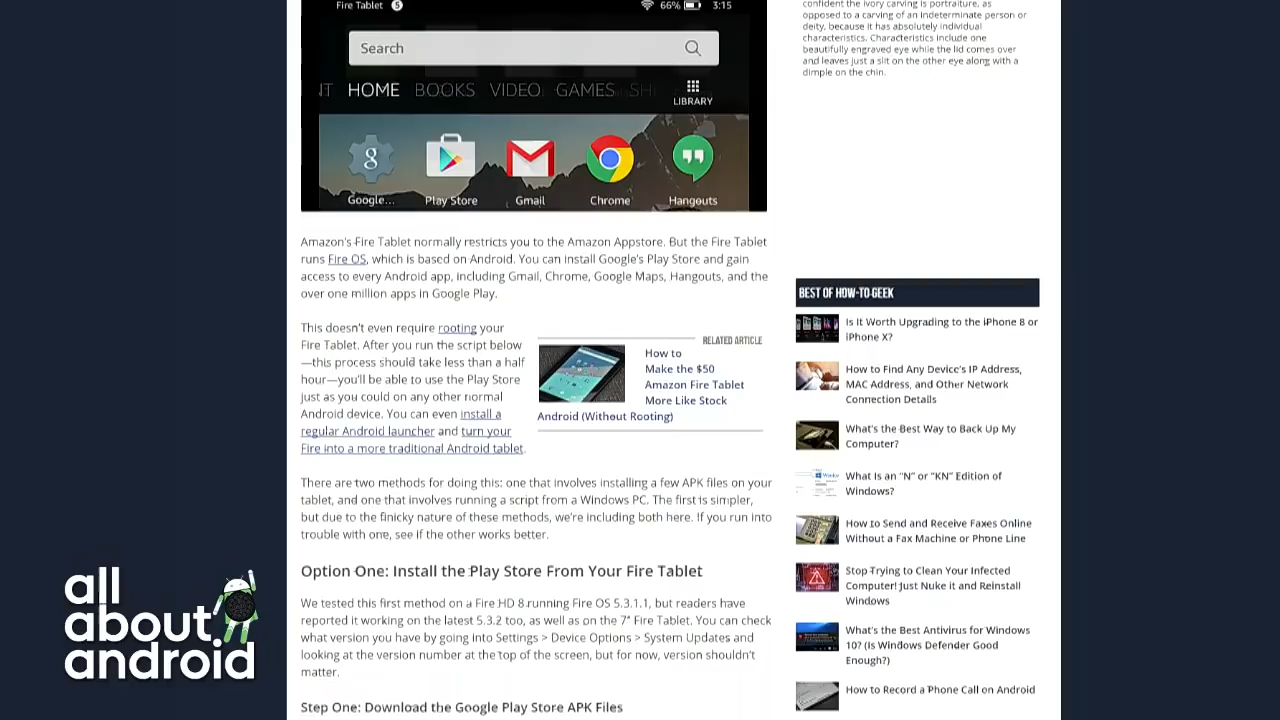 Fire Tablet 5 66% 3:15
Search
NT HOME BOOKS VIDEO GAMES SH LIBRARY
Google... Play Store Gmail Chrome Hangouts
Amazon's Fire Tablet normally restricts you to the Amazon Appstore. But the Fire Tablet
runs Fire OS, which is based on Android. You can install Google's Play Store and gain
access to every Android app, including Gmail, Chrome, Google Maps, Hangouts, and the
over one million apps in Google Play.
This doesn't even require rooting your
Fire Tablet. After you run the script below
—this process should take less than a half
hour—you'll be able to use the Play Store
just as you could on any other normal
Android device. You can even install a
regular Android launcher and turn your
Fire into a more traditional Android tablet.
RELATED ARTICLE
How to
Make the $50
Amazon Fire Tablet
More Like Stock
Android (Without Rooting)
There are two methods for doing this: one that involves installing a few APK files on your
tablet, and one that involves running a script from a Windows PC. The first is simpler,
but due to the finicky nature of these methods, we're including both here. If you run into
trouble with one, see if the other works better.
Option One: Install the Play Store From Your Fire Tablet
We tested this first method on a Fire HD 8 running Fire OS 5.3.1.1, but readers have
reported it working on the latest 5.3.2 too, as well as on the 7" Fire Tablet. You can check
what version you have by going into Settings > Device Options > System Updates and
looking at the version number at the top of the screen, but for now, version shouldn't
matter.
Step One: Download the Google Play Store APK Files
confident the ivory carving is portraiture, as
opposed to a carving of an indeterminate person or
deity, because it has absolutely individual
characteristics. Characteristics include one
beautifully engraved eye while the lid comes over
and leaves just a slit on the other eye along with a
dimple on the chin.
BEST OF HOW-TO GEEK
Is It Worth Upgrading to the iPhone 8 or
iPhone X?
How to Find Any Device's IP Address,
MAC Address, and Other Network
Connection Details
What's the Best Way to Back Up My
Computer?
What Is an "N" or "KN" Edition of
Windows?
How to Send and Receive Faxes Online
Without a Fax Machine or Phone Line
Stop Trying to Clean Your Infected
Computer! Just Nuke it and Reinstall
Windows
What's the Best Antivirus for Windows
10? (Is Windows Defender Good
Enough?)
How to Record a Phone Call on Android
all
about
android